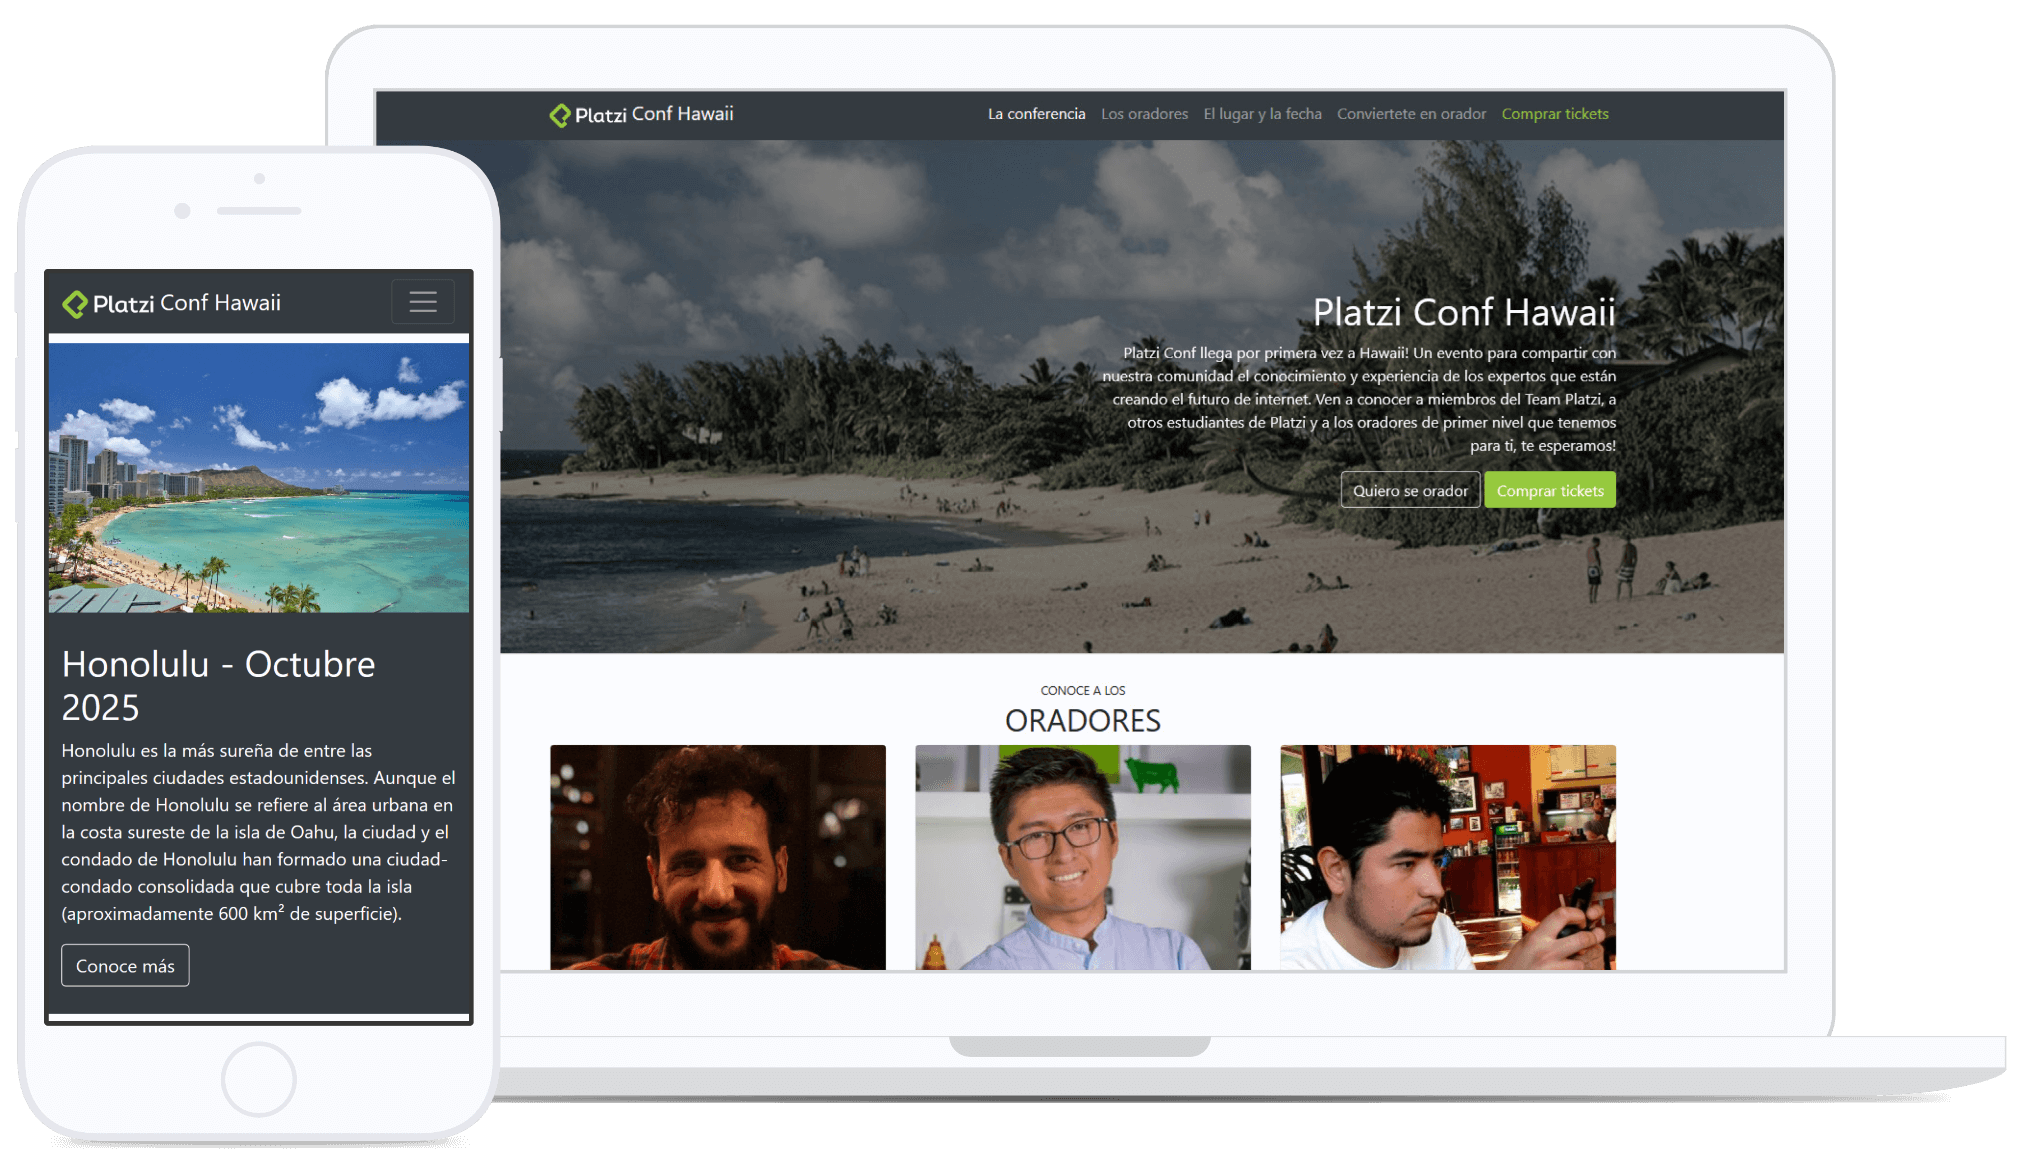 Platzi Conf Hawaii
La conferencia Los oradores El lugar y la fecha Conviertete en orador Comprar tickets
Platzi Conf Hawaii
Platzi Conf llega por primera vez a Hawaii! Un evento para compartir con
nuestra comunidad el conocimiento y experiencia de los expertos que están
creando el futuro de internet. Ven a conocer a miembros del Team Platzi, a
otros estudiantes de Platzi y a los oradores de primer nivel que tenemos
para ti, te esperamos!
Quiero se orador Comprar tickets
CONOCE A LOS
ORADORES
Platzi Conf Hawaii
Honolulu - Octubre
2025
Honolulu es la más sureña de entre las
principales ciudades estadounidenses. Aunque el
nombre de Honolulu se refiere al área urbana en
la costa sureste de la isla de Oahu, la ciudad y el
condado de Honolulu han formado una ciudad-
condado consolidada que cubre toda la isla
(aproximadamente 600 km² de superficie).
Conoce más